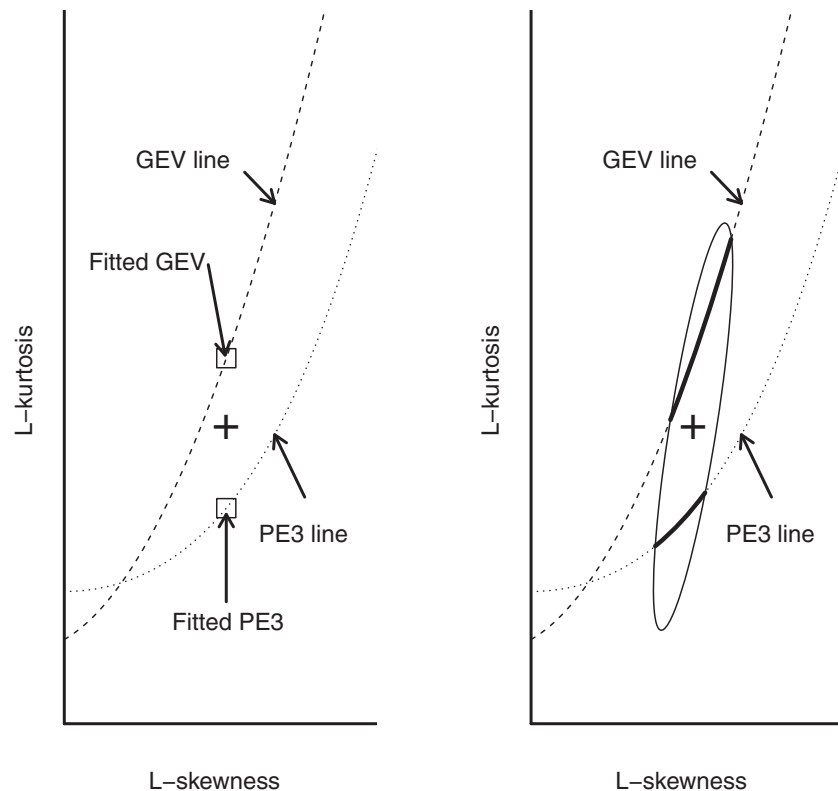 GEV line
Fitted GEV
L−kurtosis
PE3 line
Fitted PE3
L−skewness
GEV line
L−kurtosis
PE3 line
L−skewness